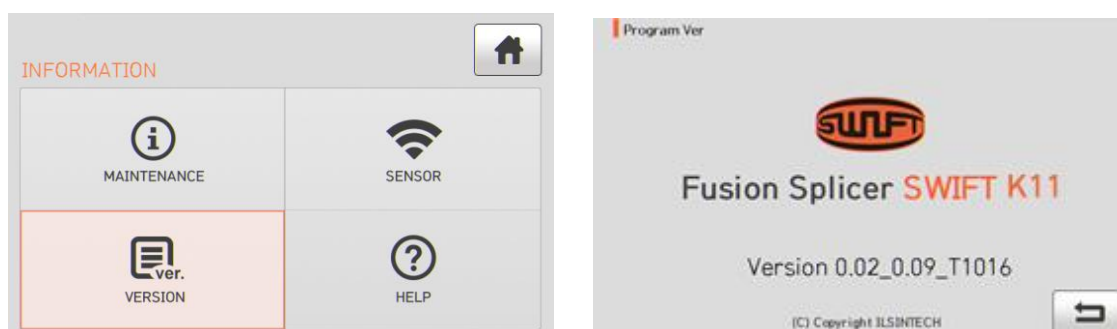 INFORMATION
MAINTENANCE
SENSOR
ver.
VERSION
HELP
Program Ver
SWIFT
Fusion Splicer SWIFT K11
Version 0.02_0.09_T1016
(C) Copyright ILSINTECH